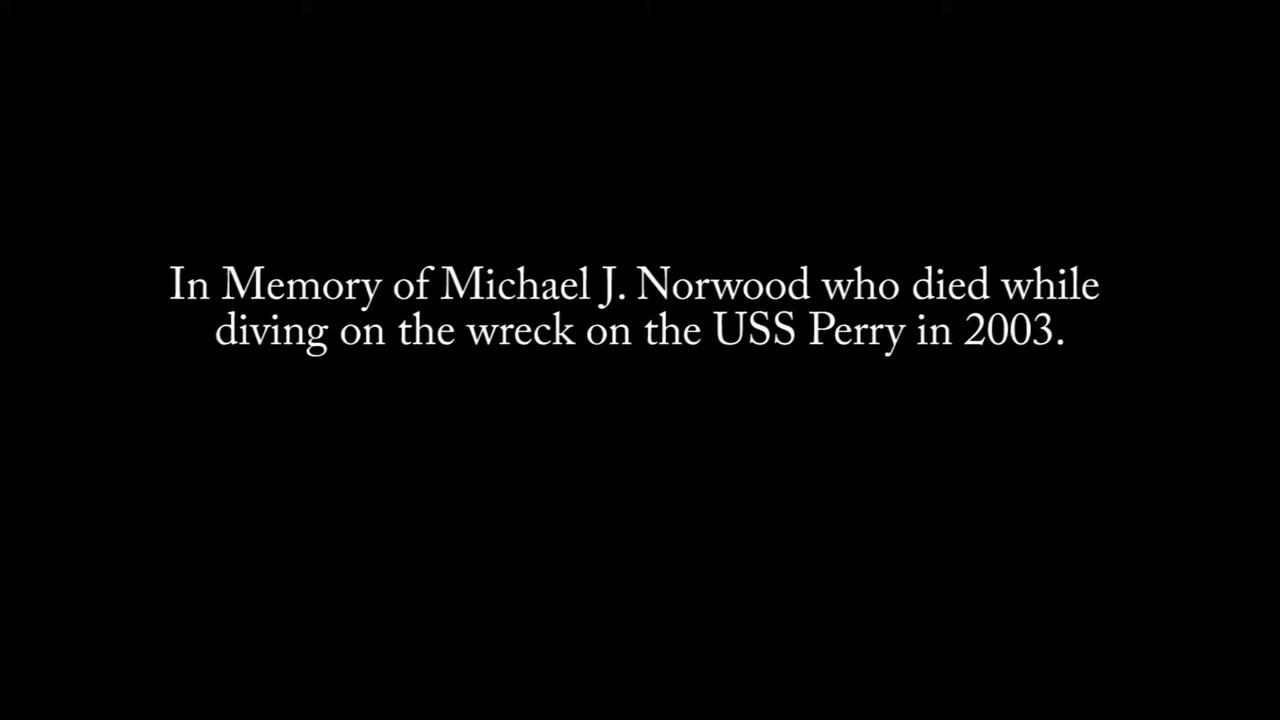 In Memory of Michael J. Norwood who died while
diving on the wreck on the USS Perry in 2003.